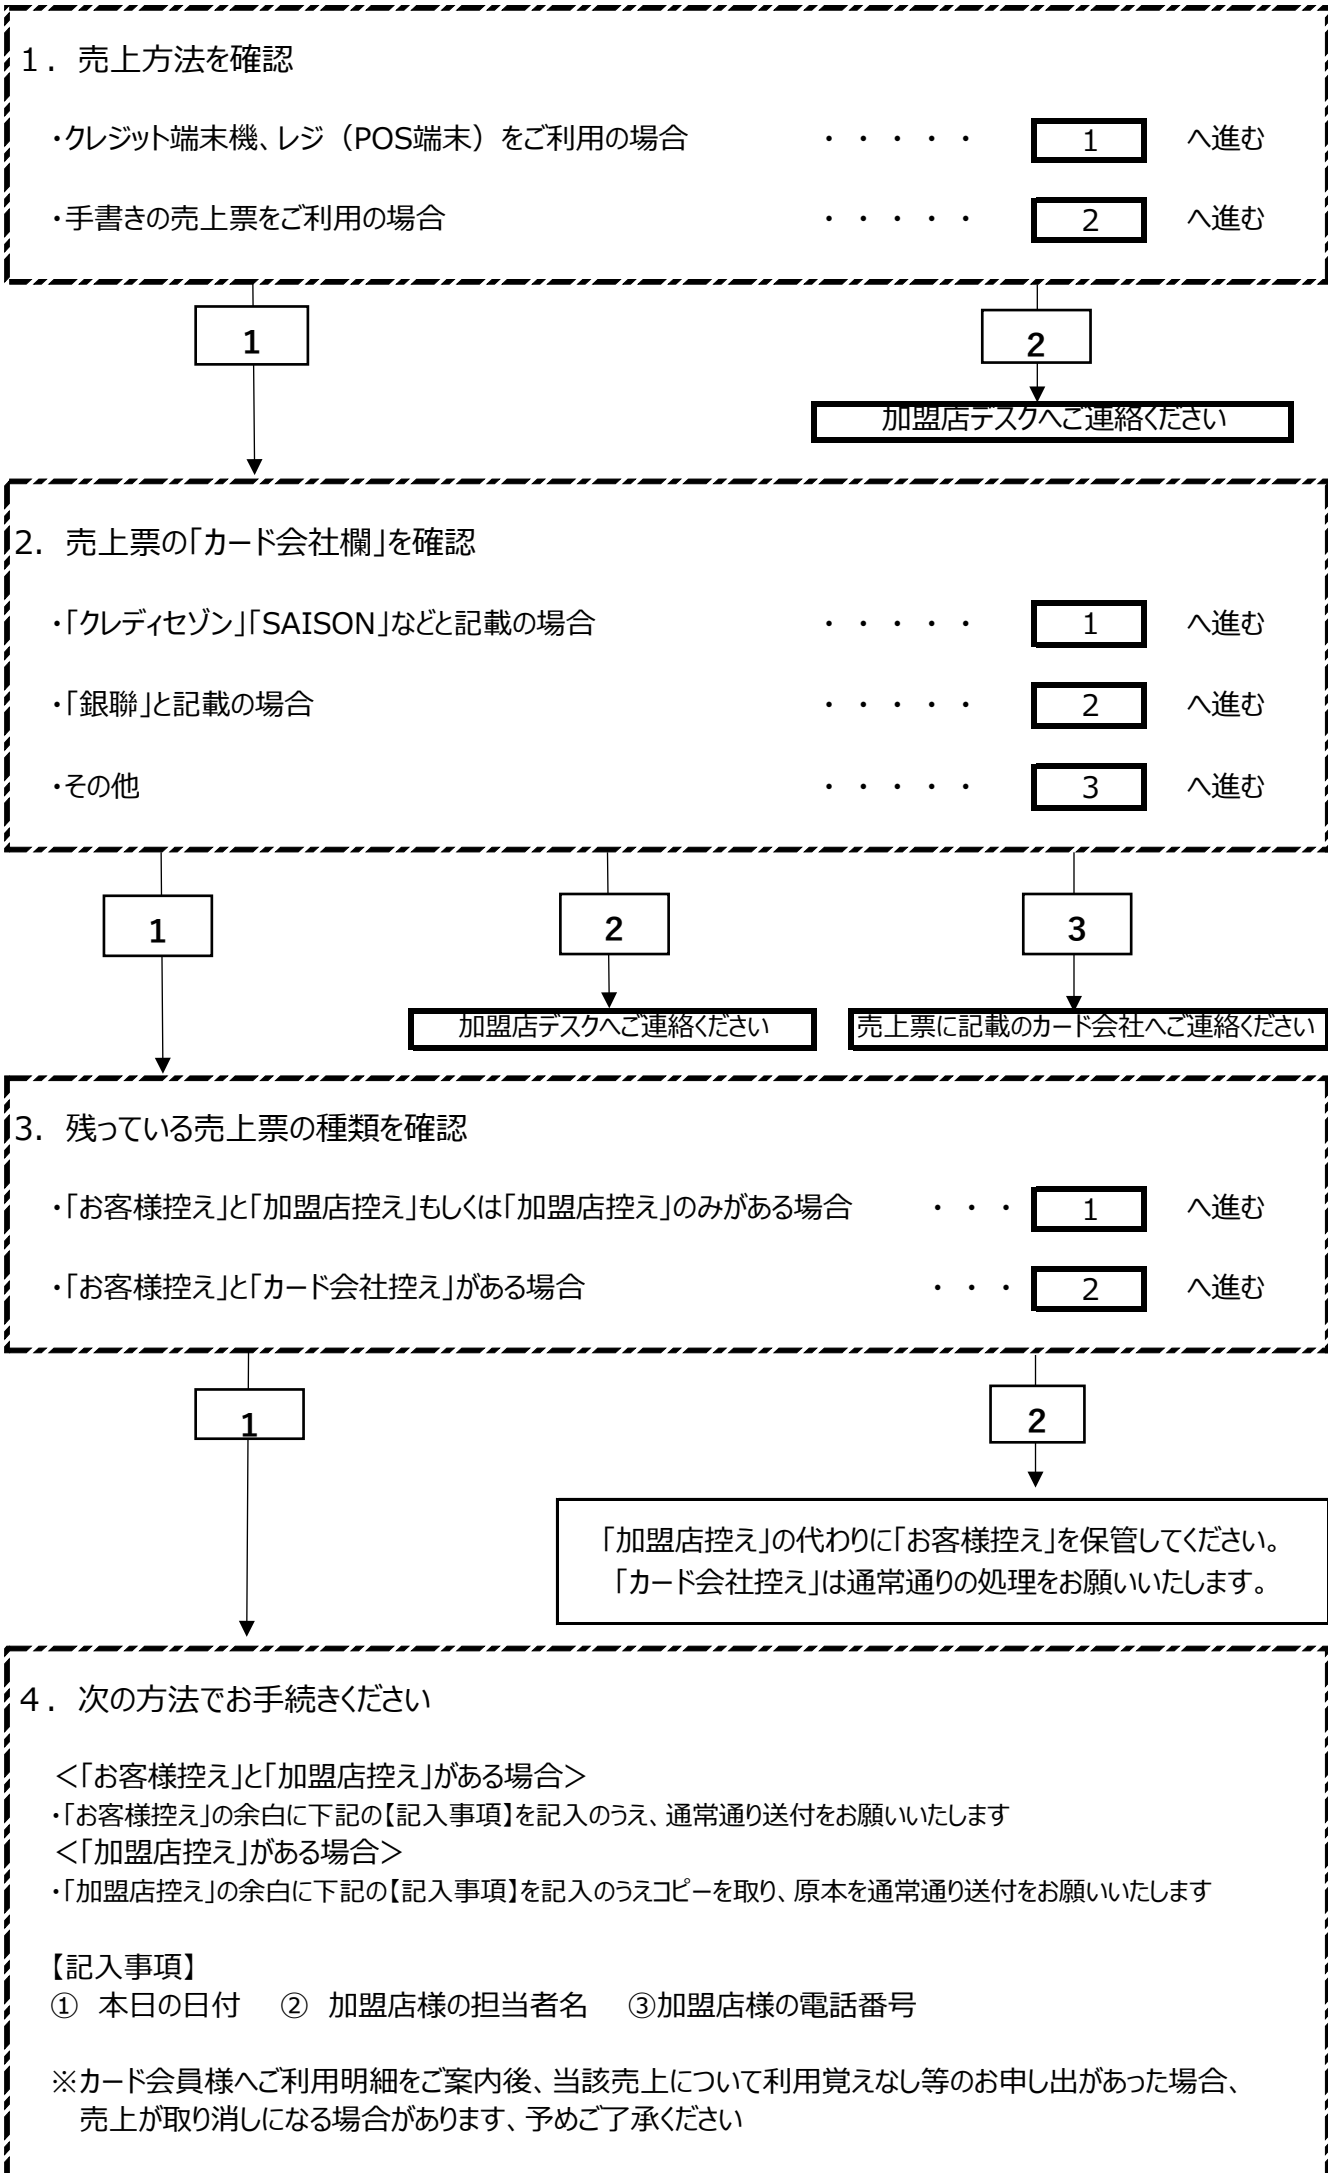 １．売上方法を確認
・クレジット端末機、レジ（POS端末）をご利用の場合　・・・・・　1　へ進む
・手書きの売上票をご利用の場合　・・・・・　2　へ進む
1　2
加盟店デスクへご連絡ください
2. 売上票の「カード会社欄」を確認
・「クレディセゾン」「SAISON」などと記載の場合　・・・・・　1　へ進む
・「銀聯」と記載の場合　・・・・・　2　へ進む
・その他　・・・・・　3　へ進む
1　2　3
加盟店デスクへご連絡ください　売上票に記載のカード会社へご連絡ください
3. 残っている売上票の種類を確認
・「お客様控え」と「加盟店控え」もしくは「加盟店控え」のみがある場合　・・・　1　へ進む
・「お客様控え」と「カード会社控え」がある場合　・・・　2　へ進む
1　2
「加盟店控え」の代わりに「お客様控え」を保管してください。
「カード会社控え」は通常通りの処理をお願いいたします。
４．次の方法でお手続きください
＜「お客様控え」と「加盟店控え」がある場合＞
・「お客様控え」の余白に下記の【記入事項】を記入のうえ、通常通り送付をお願いいたします
＜「加盟店控え」がある場合＞
・「加盟店控え」の余白に下記の【記入事項】を記入のうえコピーを取り、原本を通常通り送付をお願いいたします
【記入事項】
①　本日の日付　②　加盟店様の担当者名　③加盟店様の電話番号
※カード会員様へご利用明細をご案内後、当該売上について利用覚えなし等のお申し出があった場合、
売上が取り消しになる場合があります、予めご了承ください